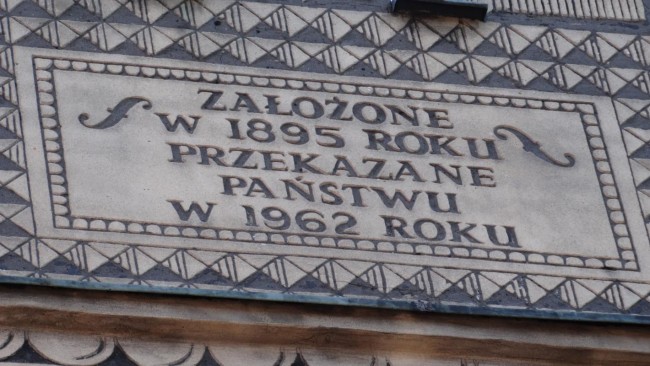 ZAŁOŻONE
W 1895 ROKU
PRZEKAZANE
PAŃSTWU
W 1962 ROKU